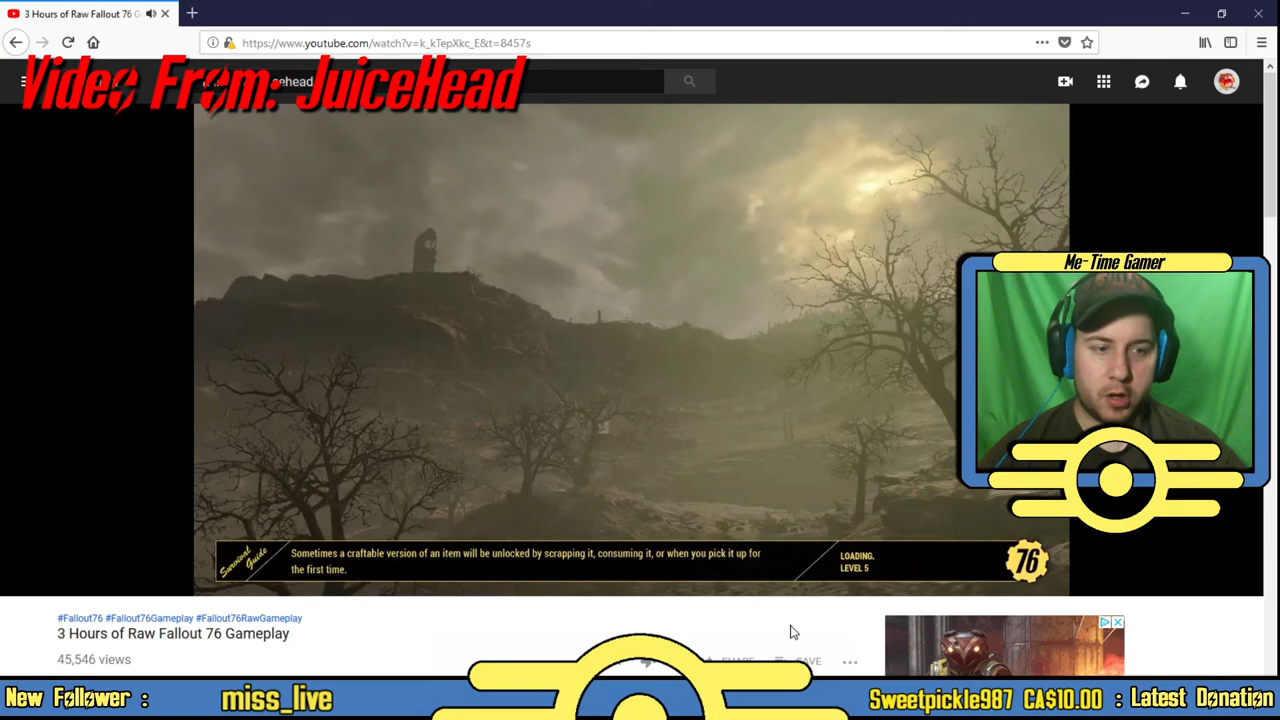 3 Hours of Raw Fallout 76 G
https://www.youtube.com/watch?v=k_kTepXkc_E&t=8457s
Video From: JuiceHead
cehead
Me-Time Gamer
Survival Guide
Sometimes a craftable version of an item will be unlocked by scrapping it, consuming it, or when you pick it up for
the first time.
LOADING.
LEVEL 5
76
#Fallout76 #Fallout76Gameplay #Fallout76RawGameplay
3 Hours of Raw Fallout 76 Gameplay
45,546 views
SHARE
SAVE
New Follower :
miss_live
Sweetpickle987 CA$10.00 : Latest Donation